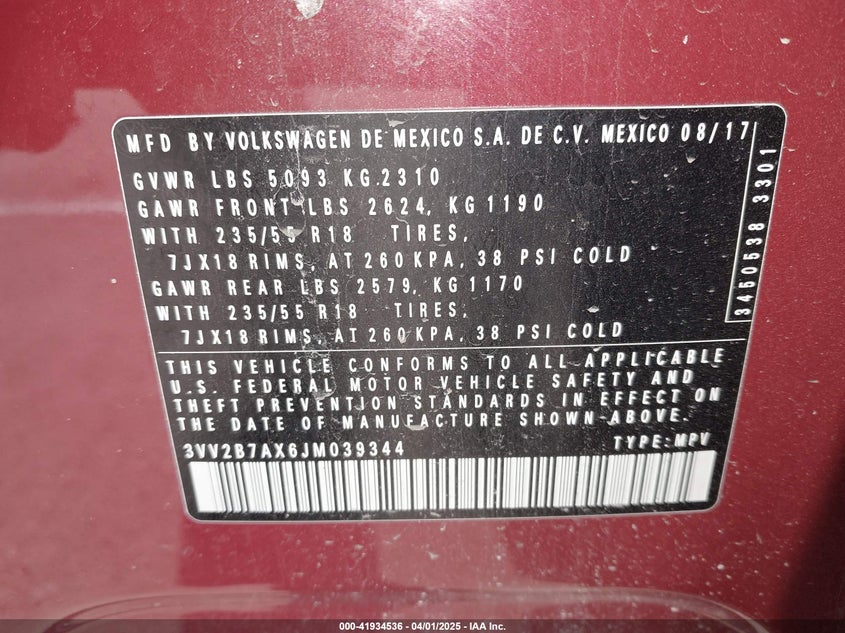 MFD BY VOLKSWAGEN DE MEXICO S.A. DE C.V. MEXICO 08/17
GVWR LBS 5093 KG.2310
GAWR FRONT LBS 2624, KG 1190
WITH 235/55 R18 TIRES,
7JX18 RIMS, AT 260 KPA, 38 PSI COLD
GAWR REAR LBS 2579, KG 1170
WITH 235/55 R18 TIRES,
7JX18 RIMS, AT 260 KPA, 38 PSI COLD
3450538 3301
THIS VEHICLE CONFORMS TO ALL APPLICABLE
U.S. FEDERAL MOTOR VEHICLE SAFETY AND
THEFT PREVENTION STANDARDS IN EFFECT ON
THE DATE OF MANUFACTURE SHOWN ABOVE.
3VV2B7AX6JM039344 TYPE: MPV
000-41934536 - 04/01/2025 - IAA Inc.